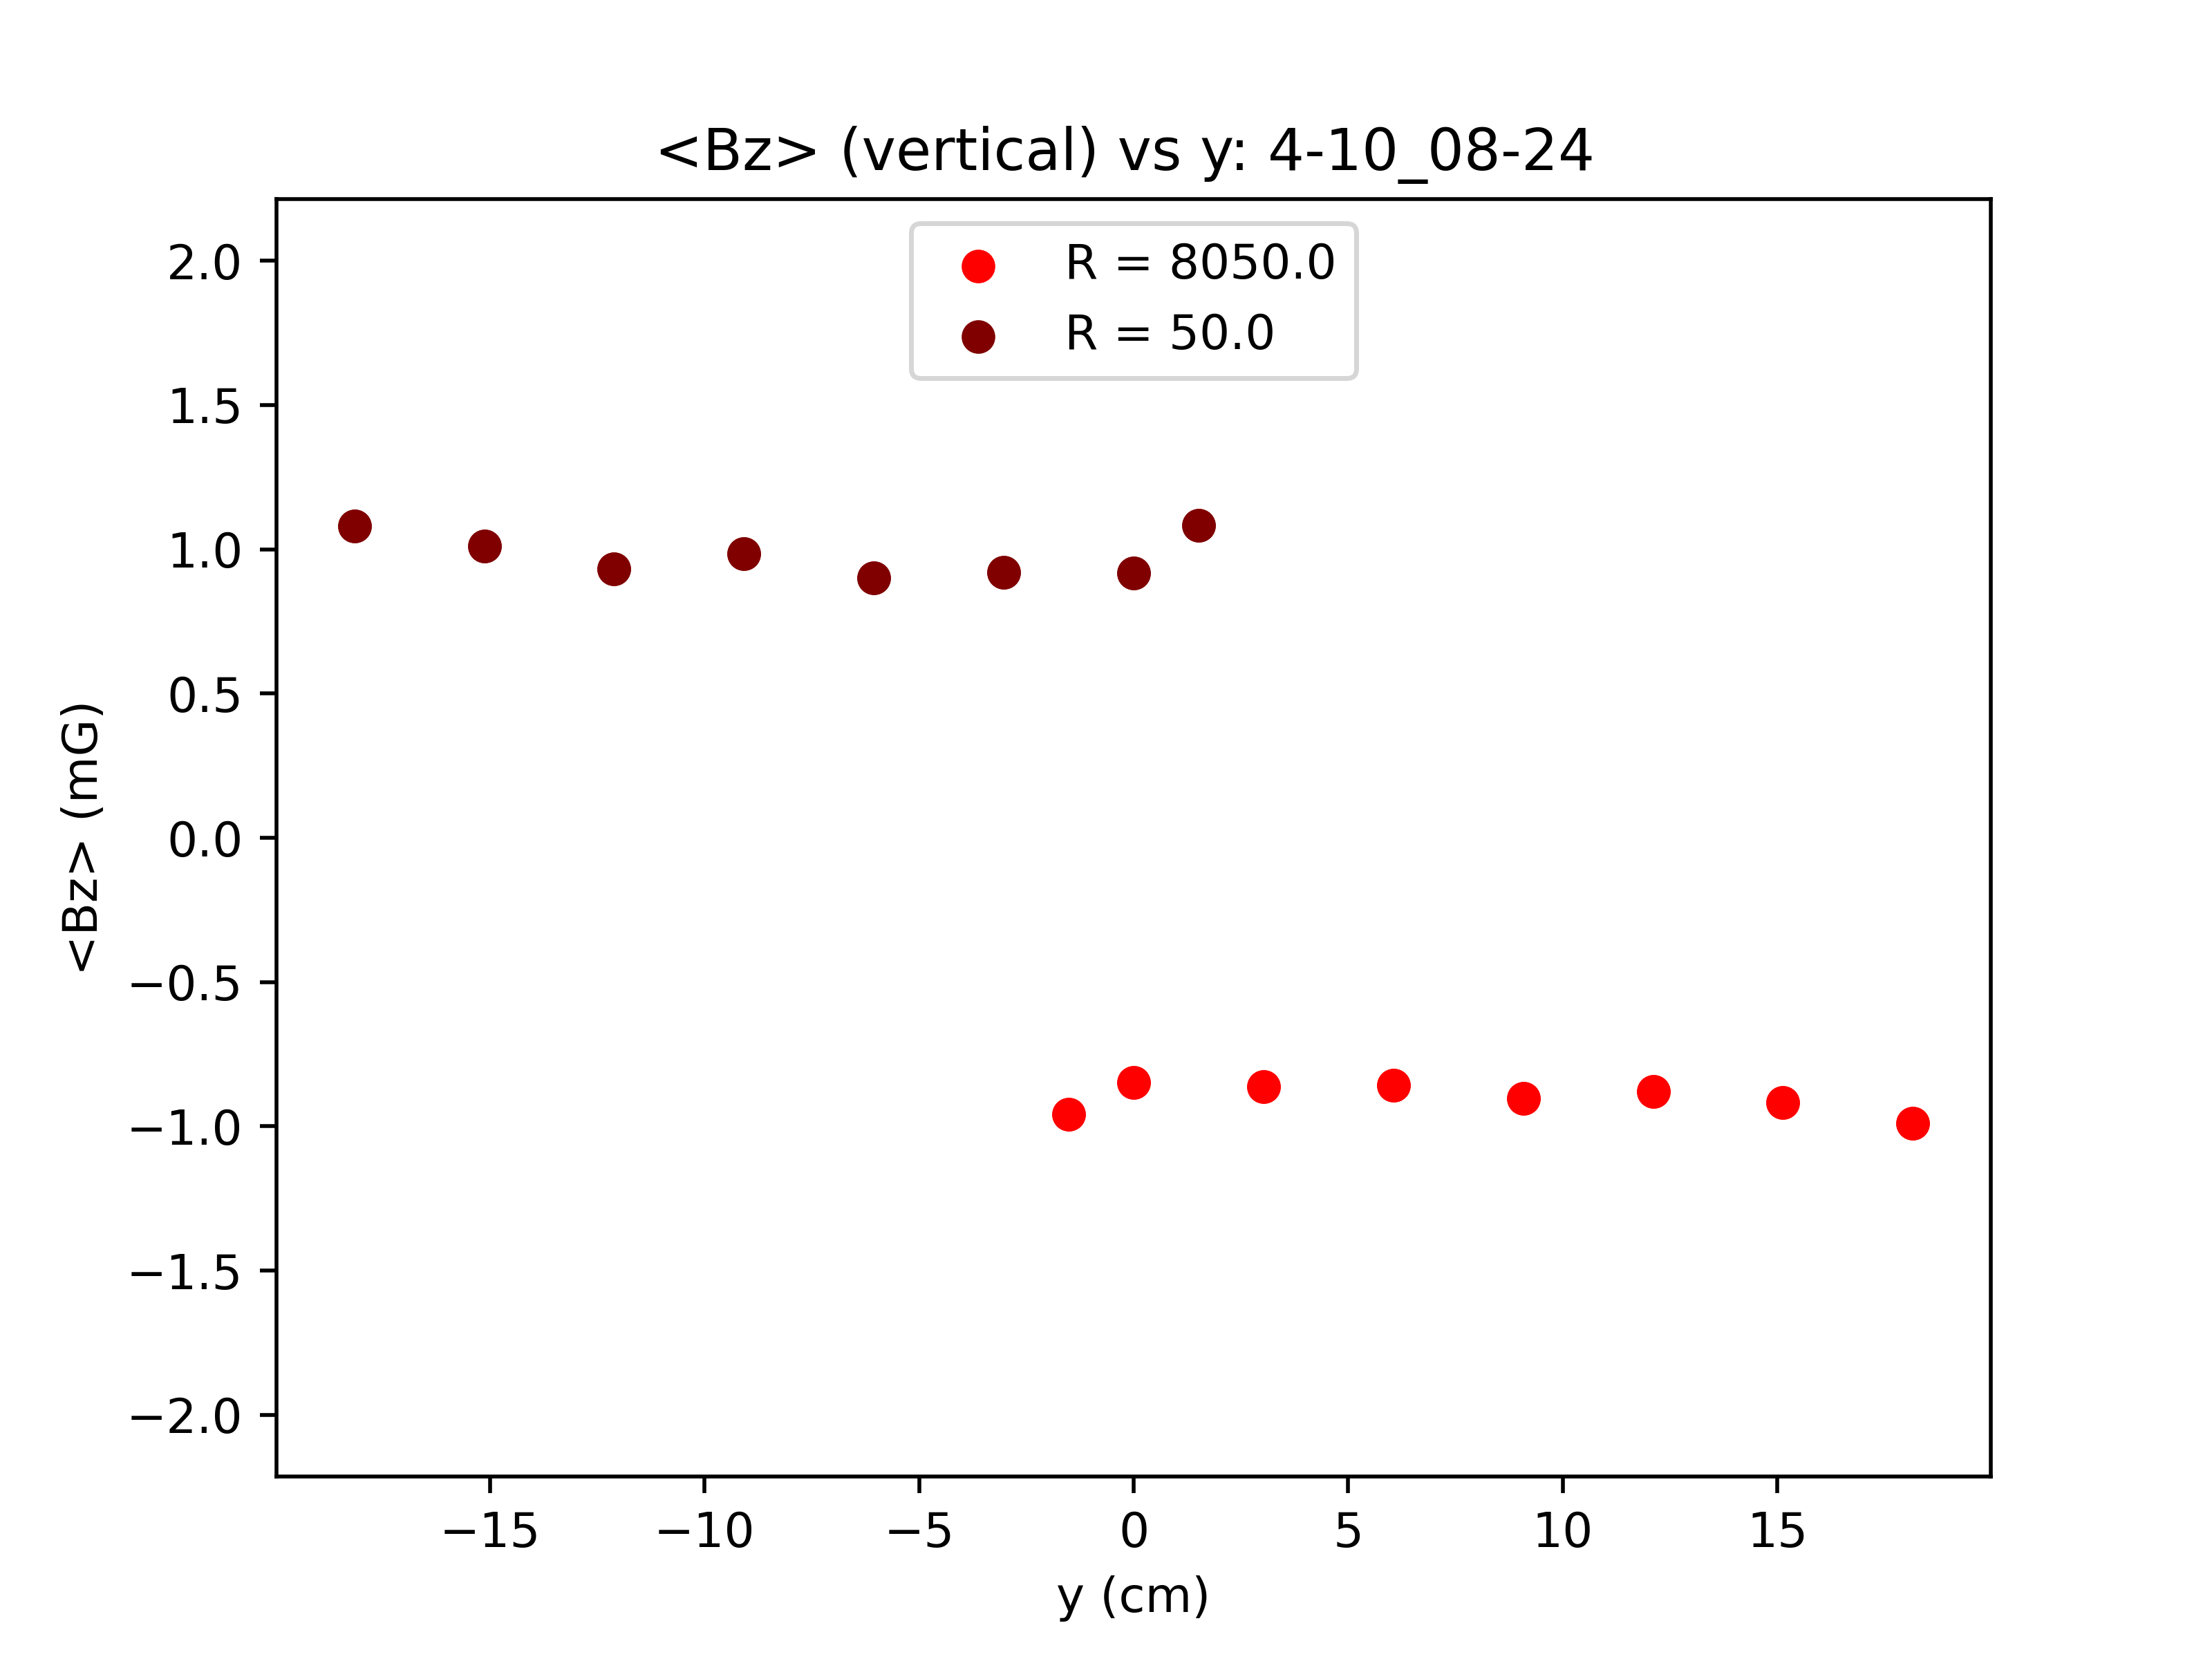 <Bz> (vertical) vs y: 4-10_08-24
R = 8050.0
R = 50.0
2.0
1.5
1.0
0.5
0.0
−0.5
−1.0
−1.5
−2.0
<Bz> (mG)
−15 −10 −5 0 5 10 15
y (cm)